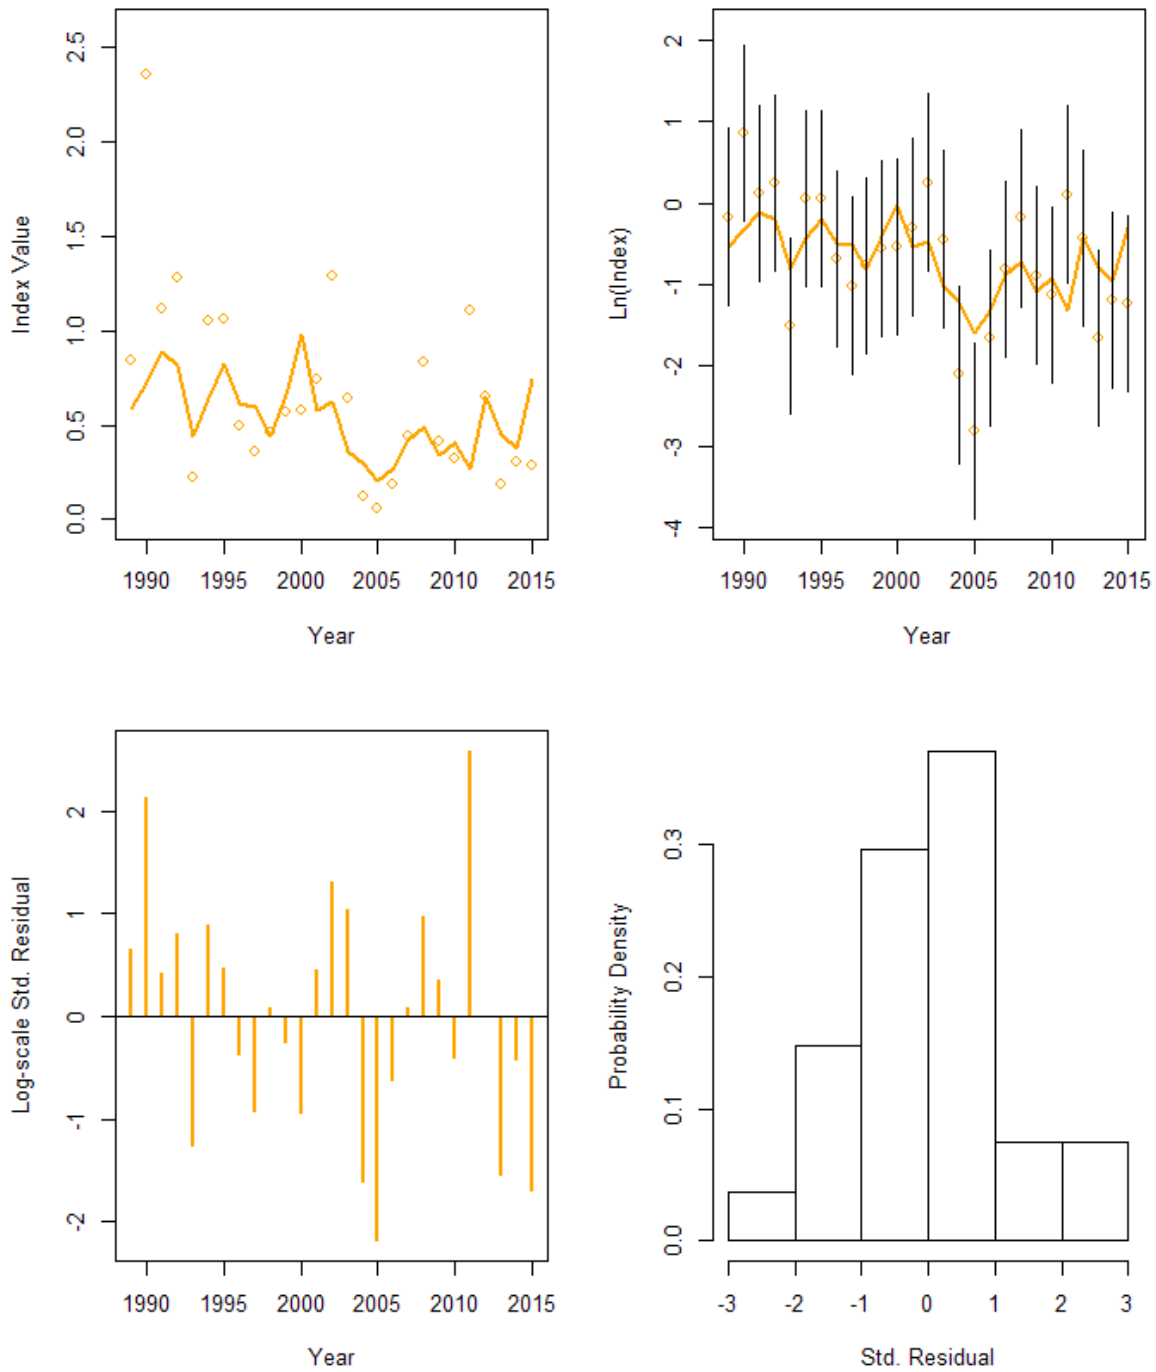 Index Value
0.0 0.5 1.0 1.5 2.0 2.5
1990 1995 2000 2005 2010 2015
Year
Ln(Index)
-4 -3 -2 -1 0 1 2
1990 1995 2000 2005 2010 2015
Year
Log-scale Std. Residual
-2 -1 0 1 2
1990 1995 2000 2005 2010 2015
Year
Probability Density
0.0 0.1 0.2 0.3
-3 -2 -1 0 1 2 3
Std. Residual